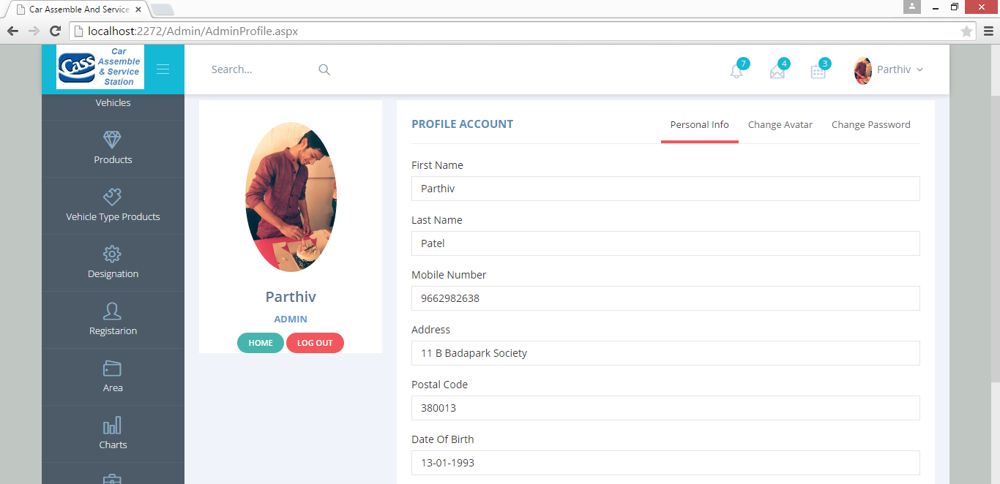 Car Assemble And Service
localhost:2272/Admin/AdminProfile.aspx
Cass
Car
Assemble
& Service
Station
Search...
7
4
3
Parthiv
Vehicles
Products
Vehicle Type Products
Designation
Registarion
Area
Charts
Parthiv
ADMIN
HOME LOG OUT
PROFILE ACCOUNT
Personal Info Change Avatar Change Password
First Name
Parthiv
Last Name
Patel
Mobile Number
9662982638
Address
11 B Badapark Society
Postal Code
380013
Date Of Birth
13-01-1993